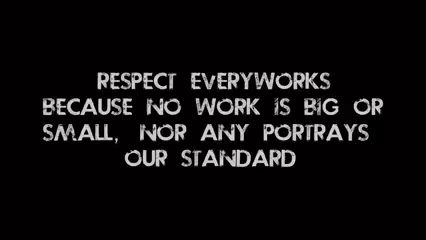 RESPECT EVERYWORKS
BECAUSE NO WORK IS BIG OR
SMALL, NOR ANY PORTRAYS
OUR STANDARD